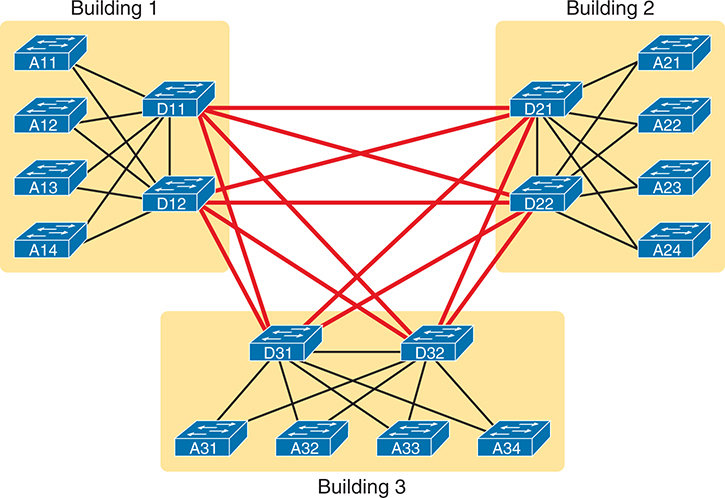 Building 1
Building 2
A11
D11
D21
A21
A12
A22
A13
D12
D22
A23
A14
A24
D31
D32
A31
A32
A33
A34
Building 3